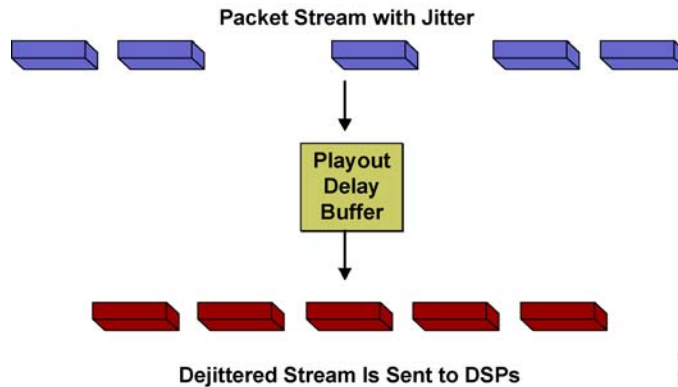 Packet Stream with Jitter
Playout
Delay
Buffer
Dejittered Stream Is Sent to DSPs